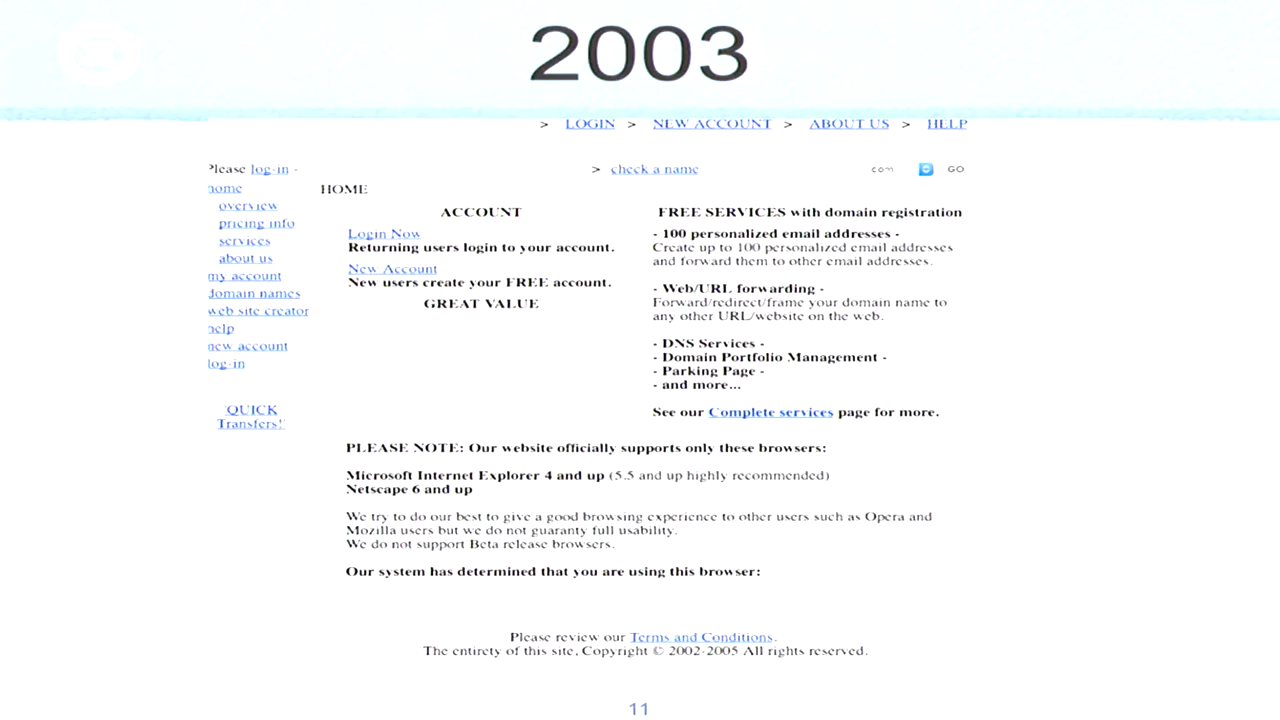 2003
> LOGIN > NEW ACCOUNT > ABOUT US > HELP
Please log-in -
> check a name com GO
home
overview
pricing info
services
about us
my account
domain names
web site creator
help
new account
log-in
QUICK
Transfers!
HOME
ACCOUNT
Login Now
Returning users login to your account.
New Account
New users create your FREE account.
GREAT VALUE
FREE SERVICES with domain registration
- 100 personalized email addresses -
Create up to 100 personalized email addresses
and forward them to other email addresses.
- Web/URL forwarding -
Forward/redirect/frame your domain name to
any other URL/website on the web.
- DNS Services -
- Domain Portfolio Management -
- Parking Page -
- and more...
See our Complete services page for more.
PLEASE NOTE: Our website officially supports only these browsers:
Microsoft Internet Explorer 4 and up (5.5 and up highly recommended)
Netscape 6 and up
We try to do our best to give a good browsing experience to other users such as Opera and
Mozilla users but we do not guaranty full usability.
We do not support Beta release browsers.
Our system has determined that you are using this browser:
Please review our Terms and Conditions.
The entirety of this site, Copyright © 2002-2005 All rights reserved.
11